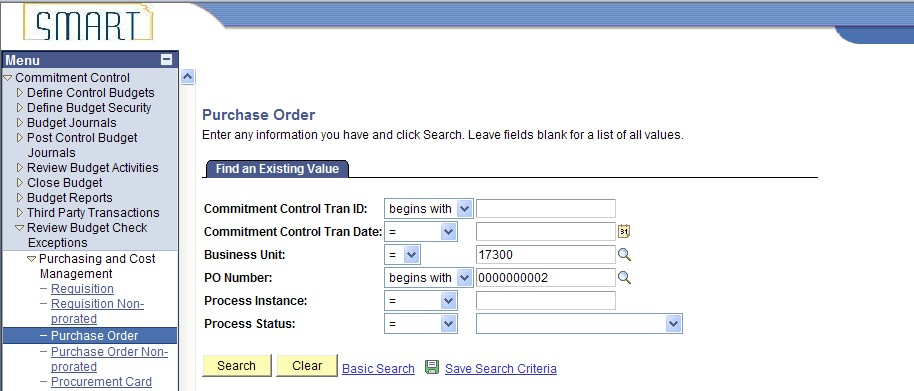 SMART
Menu
Commitment Control
Define Control Budgets
Define Budget Security
Budget Journals
Post Control Budget
Journals
Review Budget Activities
Close Budget
Budget Reports
Third Party Transactions
Review Budget Check
Exceptions
Purchasing and Cost
Management
– Requisition
– Requisition Non-
prorated
– Purchase Order
– Purchase Order Non-
prorated
– Procurement Card
Purchase Order
Enter any information you have and click Search. Leave fields blank for a list of all values.
Find an Existing Value
Commitment Control Tran ID: begins with
Commitment Control Tran Date: = 31
Business Unit: = 17300
PO Number: begins with 0000000002
Process Instance: =
Process Status: =
Search Clear Basic Search Save Search Criteria